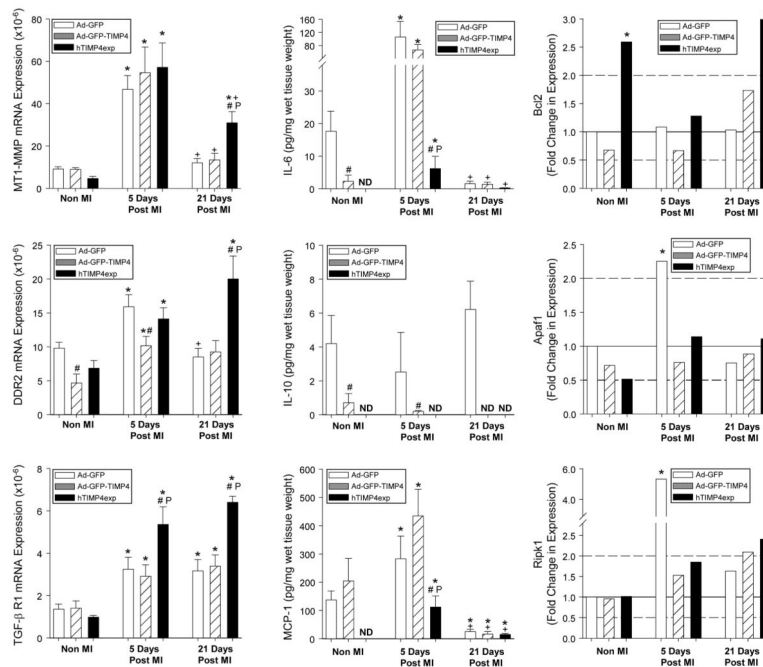 MT1-MMP mRNA Expression (x10-6)
80
60
40
20
0
Ad-GFP
Ad-GFP-TIMP4
hTIMP4exp
*
*
*
+
+
* +
# P
Non MI
5 Days
Post MI
21 Days
Post MI
IL-6 (pg/mg wet tissue weight)
160
120
80
40
30
20
10
0
Ad-GFP
Ad-GFP-TIMP4
hTIMP4exp
#
ND
*
*
*
# P
+
+
+
Non MI
5 Days
Post MI
21 Days
Post MI
Bcl2
(Fold Change in Expression)
3.0
2.5
2.0
1.5
1.0
0.5
0.0
Ad-GFP
Ad-GFP-TIMP4
hTIMP4exp
*
Non MI
5 Days
Post MI
21 Days
Post MI
DDR2 mRNA Expression (x10-6)
25
20
15
10
5
0
Ad-GFP
Ad-GFP-TIMP4
hTIMP4exp
#
*
*#
*
+
*
# P
Non MI
5 Days
Post MI
21 Days
Post MI
IL-10 (pg/mg wet tissue weight)
10
8
6
4
2
0
Ad-GFP
Ad-GFP-TIMP4
hTIMP4exp
#
ND
#
ND
ND ND
Non MI
5 Days
Post MI
21 Days
Post MI
Apaf1
(Fold Change in Expression)
2.5
2.0
1.5
1.0
0.5
0.0
Ad-GFP
Ad-GFP-TIMP4
hTIMP4exp
*
Non MI
5 Days
Post MI
21 Days
Post MI
TGF-β R1 mRNA Expression (x10-6)
8
6
4
2
0
Ad-GFP
Ad-GFP-TIMP4
hTIMP4exp
*
*
*
# P
*
*
*
# P
Non MI
5 Days
Post MI
21 Days
Post MI
MCP-1 (pg/mg wet tissue weight)
600
500
400
300
200
100
0
Ad-GFP
Ad-GFP-TIMP4
hTIMP4exp
ND
*
*
*
# P
*
+
*
+
*
+
Non MI
5 Days
Post MI
21 Days
Post MI
Ripk1
(Fold Change in Expression)
6.0
4.0
2.0
1.5
1.0
0.5
0.0
Ad-GFP
Ad-GFP-TIMP4
hTIMP4exp
*
Non MI
5 Days
Post MI
21 Days
Post MI